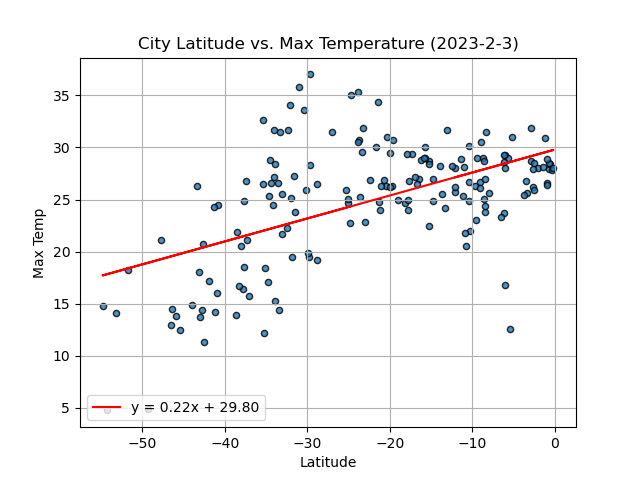 City Latitude vs. Max Temperature (2023-2-3)
35
30
25
20
15
10
5
Max Temp
y = 0.22x + 29.80
−50 −40 −30 −20 −10 0
Latitude